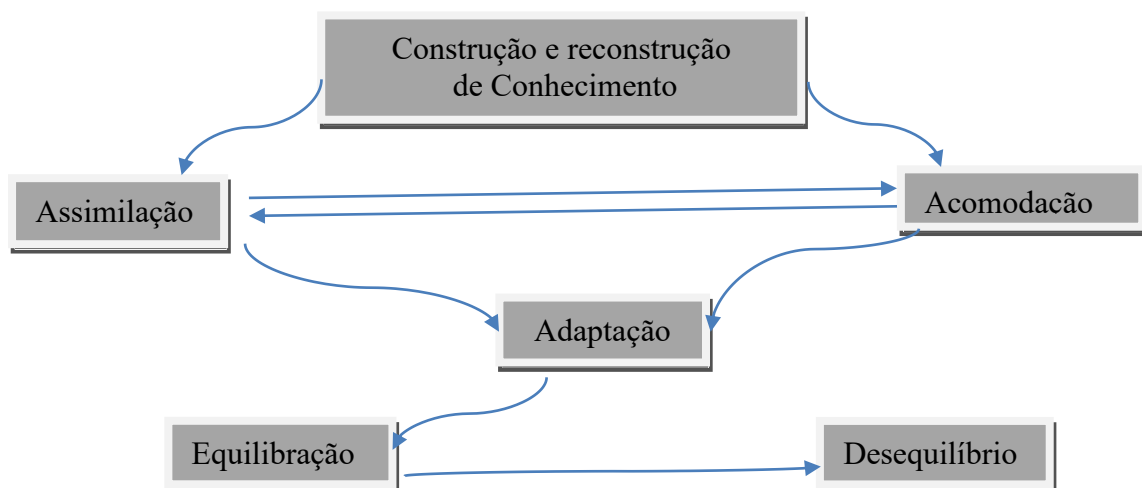 Construção e reconstrução
de Conhecimento
Assimilação
Acomodacão
Adaptação
Equilibração
Desequilíbrio